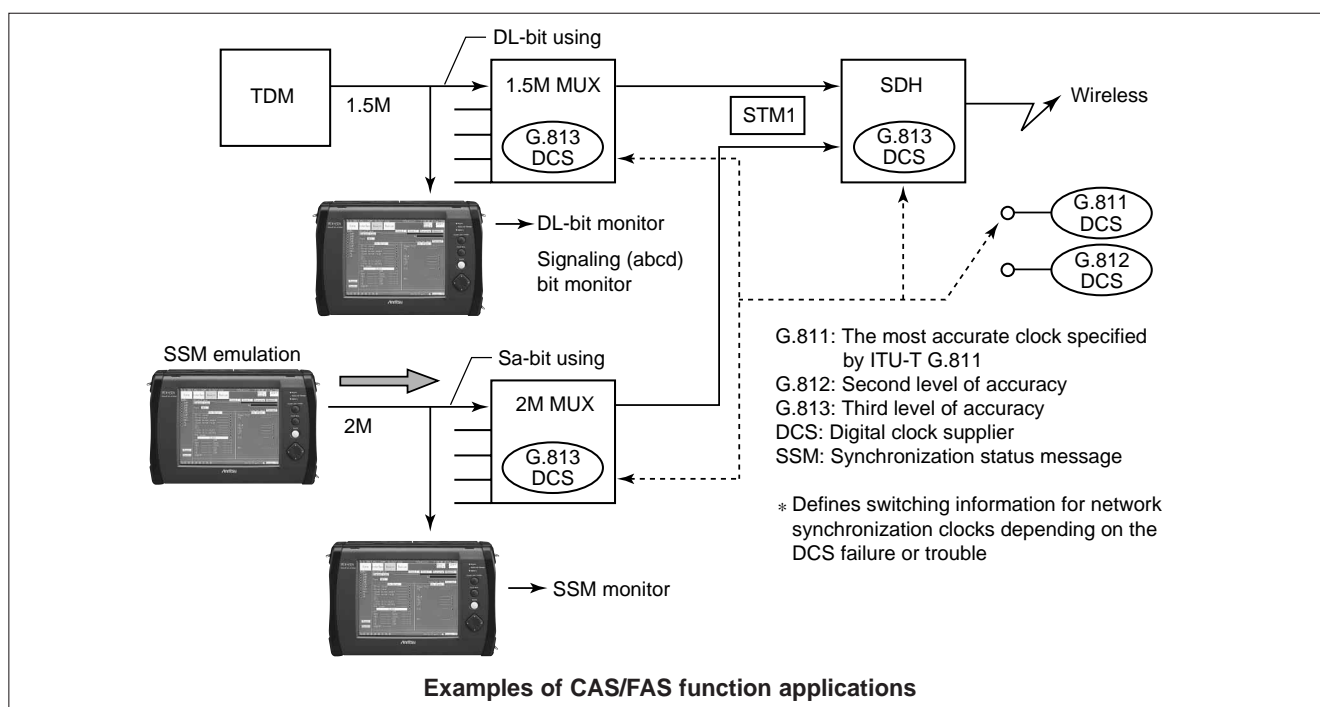 DL-bit using
TDM
1.5M
1.5M MUX
G.813
DCS
STM1
SDH
G.813
DCS
Wireless
G.811
DCS
G.812
DCS
DL-bit monitor
Signaling (abcd)
bit monitor
Anritsu
SSM emulation
Anritsu
2M
Sa-bit using
2M MUX
G.813
DCS
SSM monitor
Anritsu
G.811: The most accurate clock specified
by ITU-T G.811
G.812: Second level of accuracy
G.813: Third level of accuracy
DCS: Digital clock supplier
SSM: Synchronization status message
* Defines switching information for network
synchronization clocks depending on the
DCS failure or trouble
Examples of CAS/FAS function applications